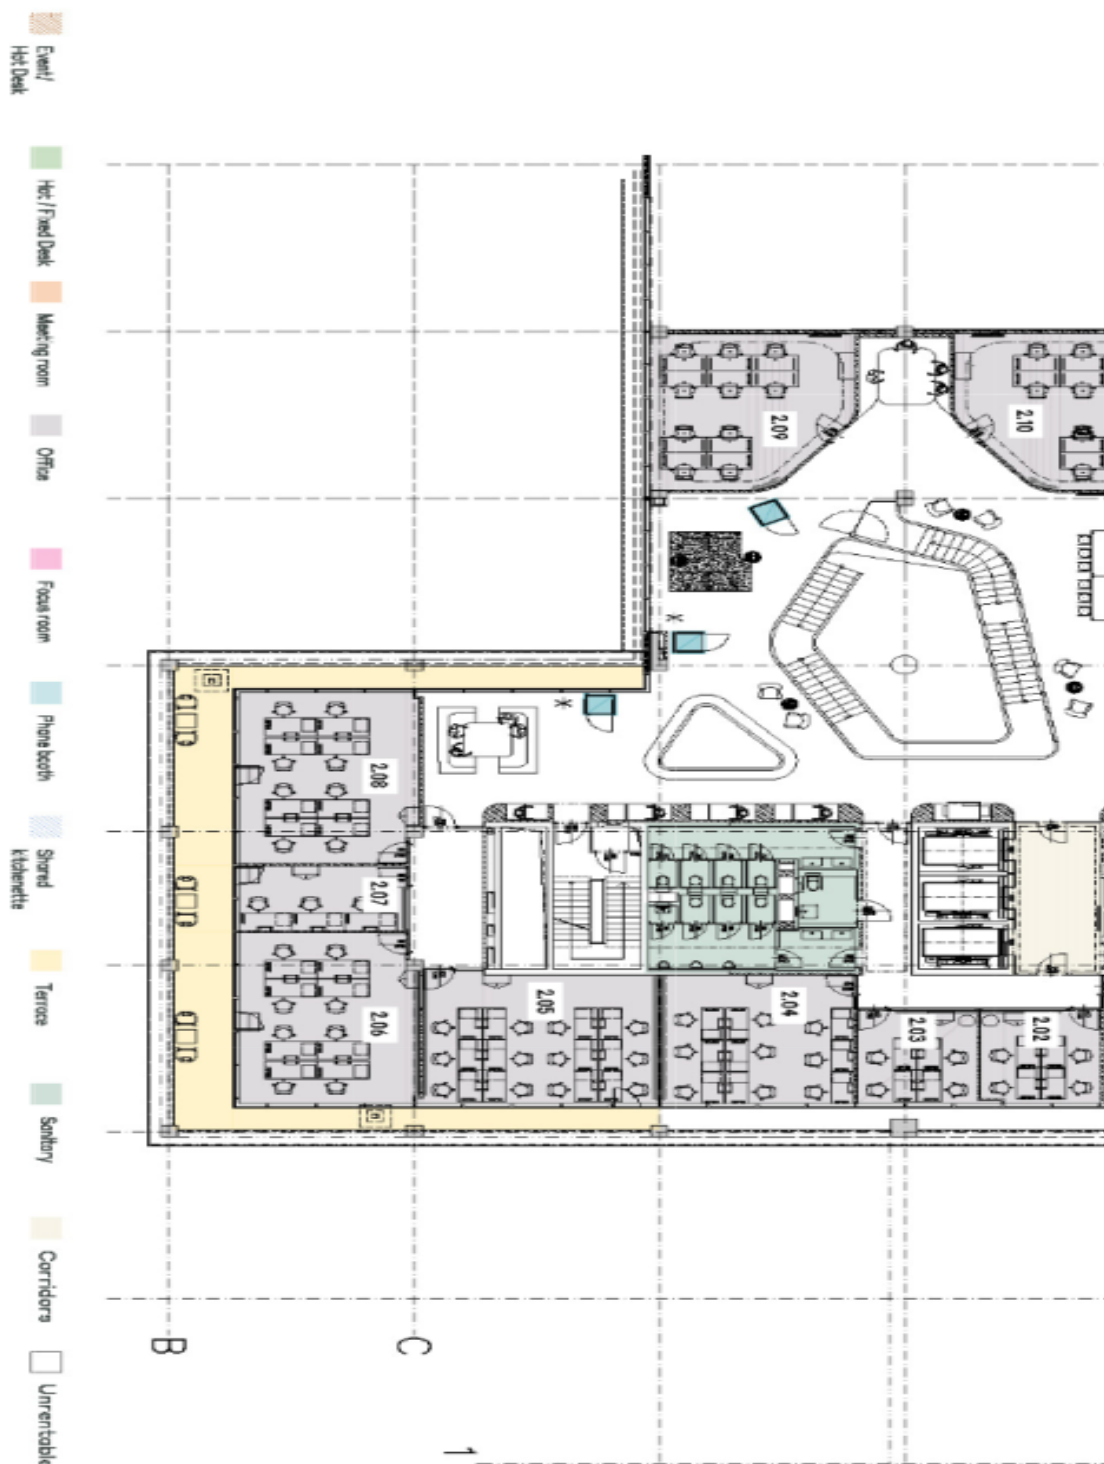 Event/
Hot Desk
Hot / Fixed Desk
Meeting room
Office
Focus room
Phone booth
Shared
kitchenette
Terrace
Sanitary
Corridors
Unrentable
2.09
2.10
2.08
2.07
2.06
2.05
2.04
2.03
2.02
*
*
B
C
1